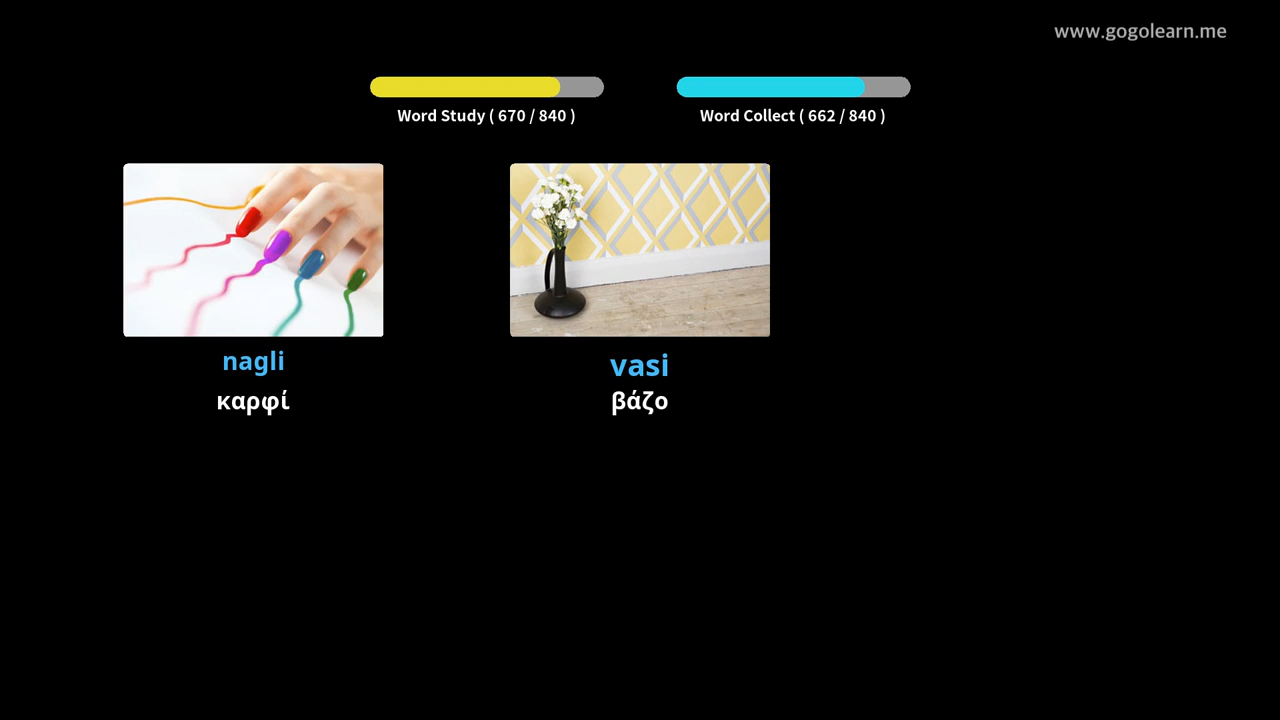 www.gogolearn.me
Word Study ( 670 / 840 )
Word Collect ( 662 / 840 )
nagli
καρφί
vasi
βάζο